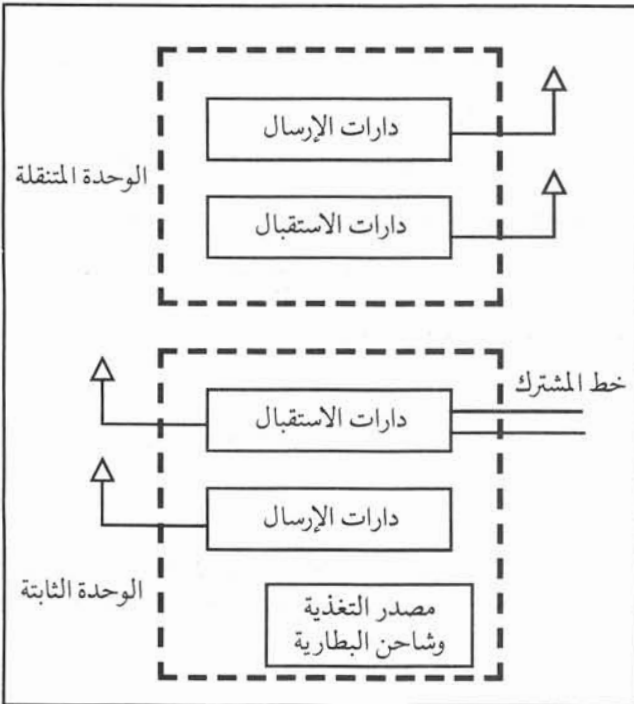 دارات الإرسال
الوحدة المتنقلة
دارات الاستقبال
خط المشترك
دارات الاستقبال
دارات الإرسال
الوحدة الثابتة
مصدر التغذية
وشاحن البطارية